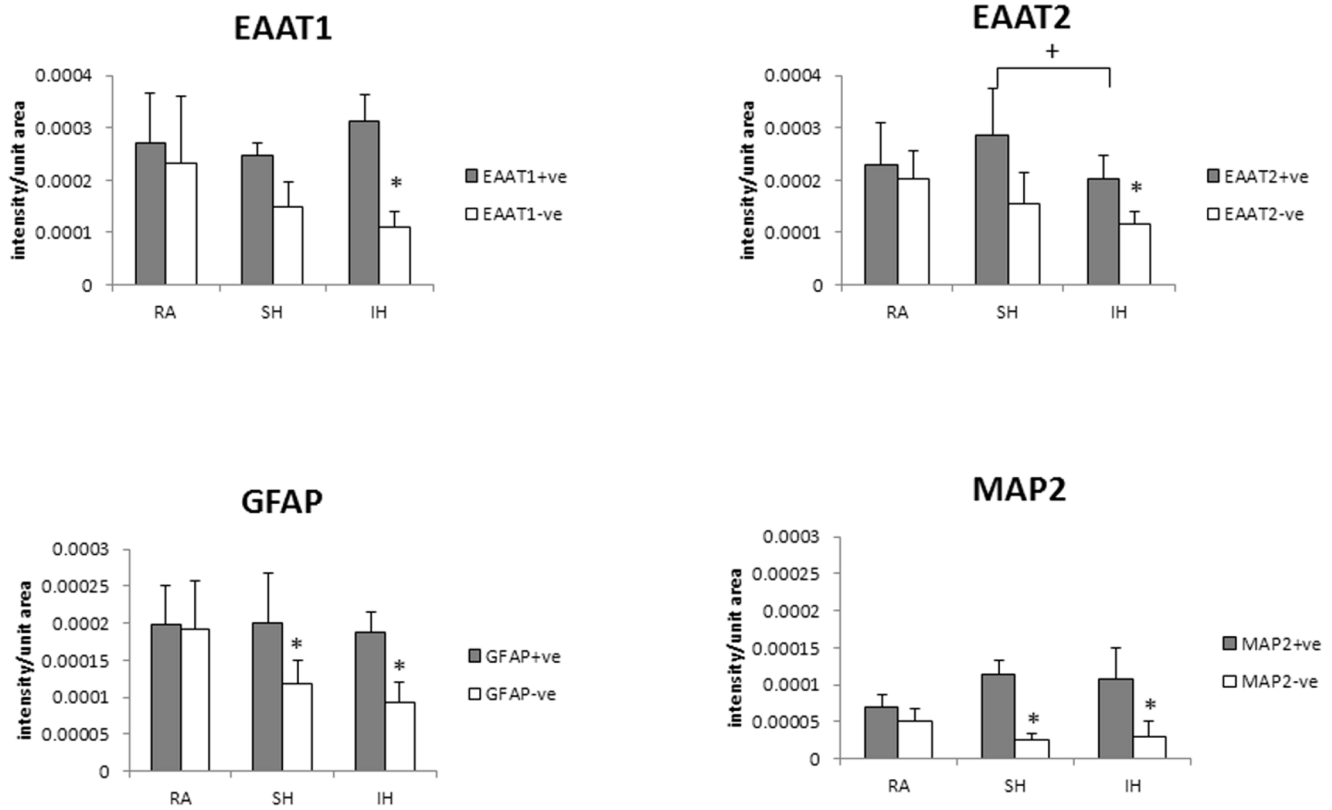 EAAT1
intensity/unit area
0.0004
0.0003
0.0002
0.0001
0
*
RA SH IH
EAAT1+ve
EAAT1-ve
EAAT2
+
intensity/unit area
0.0004
0.0003
0.0002
0.0001
0
*
RA SH IH
EAAT2+ve
EAAT2-ve
GFAP
intensity/unit area
0.0003
0.00025
0.0002
0.00015
0.0001
0.00005
0
* *
RA SH IH
GFAP+ve
GFAP-ve
MAP2
intensity/unit area
0.0003
0.00025
0.0002
0.00015
0.0001
0.00005
0
* *
RA SH IH
MAP2+ve
MAP2-ve